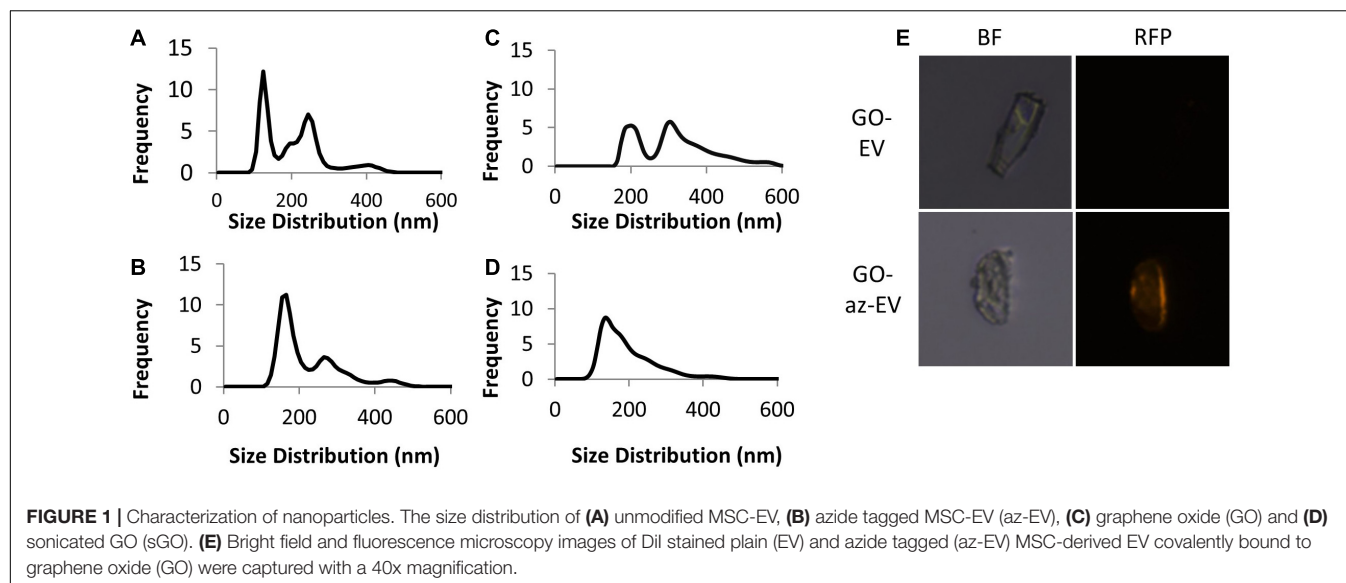 A
15
10
5
0
Frequency
0 200 400 600
Size Distribution (nm)
B
15
10
5
0
Frequency
0 200 400 600
Size Distribution (nm)
C
15
10
5
0
Frequency
0 200 400 600
Size Distribution (nm)
D
15
10
5
0
Frequency
0 200 400 600
Size Distribution (nm)
E
BF RFP
GO-
EV
GO-
az-EV
FIGURE 1 | Characterization of nanoparticles. The size distribution of (A) unmodified MSC-EV, (B) azide tagged MSC-EV (az-EV), (C) graphene oxide (GO) and (D)
sonicated GO (sGO). (E) Bright field and fluorescence microscopy images of DiI stained plain (EV) and azide tagged (az-EV) MSC-derived EV covalently bound to
graphene oxide (GO) were captured with a 40x magnification.